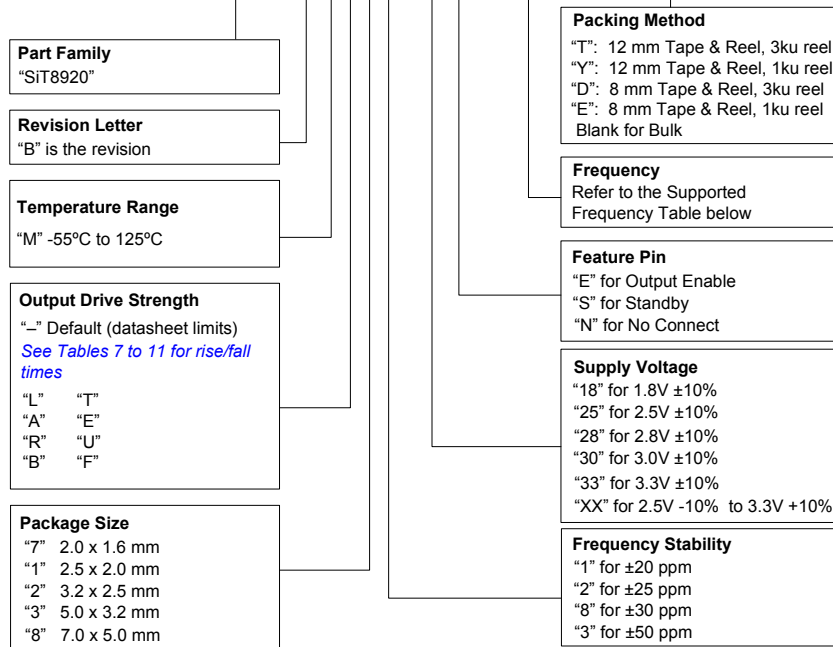 Part Family
“SiT8920”
Revision Letter
“B” is the revision
Temperature Range
“M” -55ºC to 125ºC
Output Drive Strength
“–” Default (datasheet limits)
See Tables 7 to 11 for rise/fall
times
“L” “T”
“A” “E”
“R” “U”
“B” “F”
Package Size
“7” 2.0 x 1.6 mm
“1” 2.5 x 2.0 mm
“2” 3.2 x 2.5 mm
“3” 5.0 x 3.2 mm
“8” 7.0 x 5.0 mm
Packing Method
“T”: 12 mm Tape & Reel, 3ku reel
“Y”: 12 mm Tape & Reel, 1ku reel
“D”: 8 mm Tape & Reel, 3ku reel
“E”: 8 mm Tape & Reel, 1ku reel
Blank for Bulk
Frequency
Refer to the Supported
Frequency Table below
Feature Pin
“E” for Output Enable
“S” for Standby
“N” for No Connect
Supply Voltage
“18” for 1.8V ±10%
“25” for 2.5V ±10%
“28” for 2.8V ±10%
“30” for 3.0V ±10%
“33” for 3.3V ±10%
“XX” for 2.5V -10% to 3.3V +10%
Frequency Stability
“1” for ±20 ppm
“2” for ±25 ppm
“8” for ±30 ppm
“3” for ±50 ppm